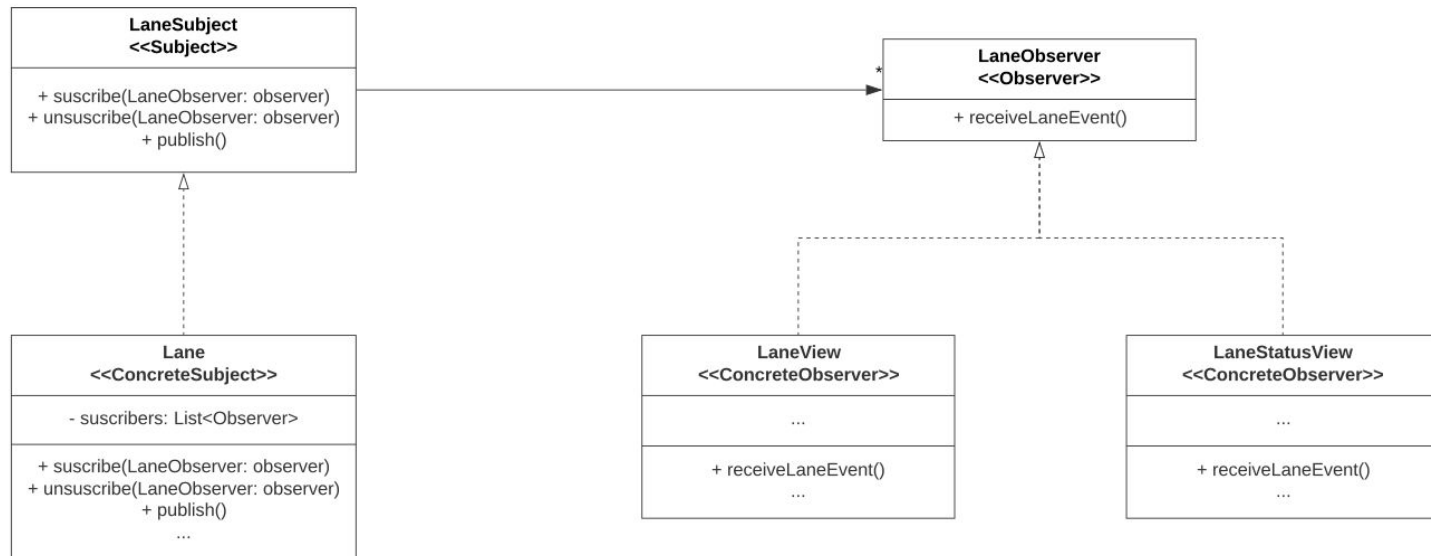 LaneSubject
<<Subject>>
+ suscribe(LaneObserver: observer)
+ unsuscribe(LaneObserver: observer)
+ publish()
*
LaneObserver
<<Observer>>
+ receiveLaneEvent()
Lane
<<ConcreteSubject>>
- suscribers: List<Observer>
+ suscribe(LaneObserver: observer)
+ unsuscribe(LaneObserver: observer)
+ publish()
...
LaneView
<<ConcreteObserver>>
...
+ receiveLaneEvent()
...
LaneStatusView
<<ConcreteObserver>>
...
+ receiveLaneEvent()
...